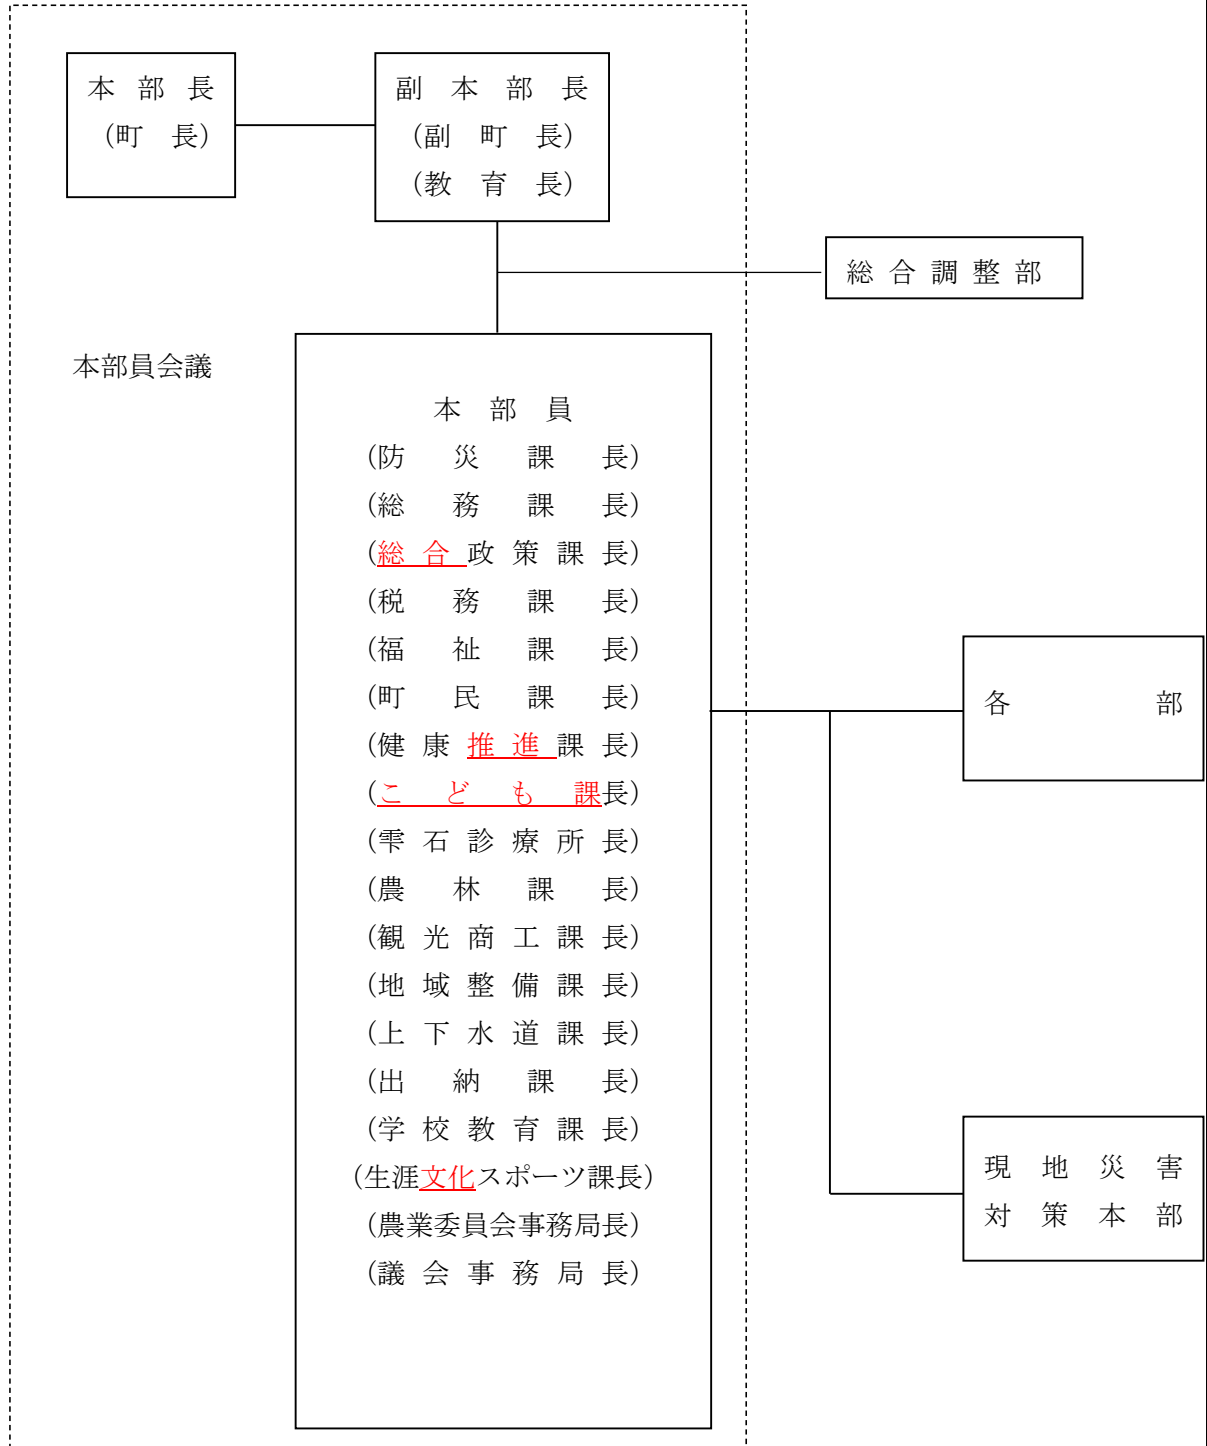 本部長
(町長)
副本部長
(副町長)
(教育長)
総合調整部
本部員会議
本部員
(防災課長)
(総務課長)
(総合政策課長)
(税務課長)
(福祉課長)
(町民課長)
(健康推進課長)
(こども課長)
(雫石診療所長)
(農林課長)
(観光商工課長)
(地域整備課長)
(上下水道課長)
(出納課長)
(学校教育課長)
(生涯文化スポーツ課長)
(農業委員会事務局長)
(議会事務局長)
各部
現地災害
対策本部